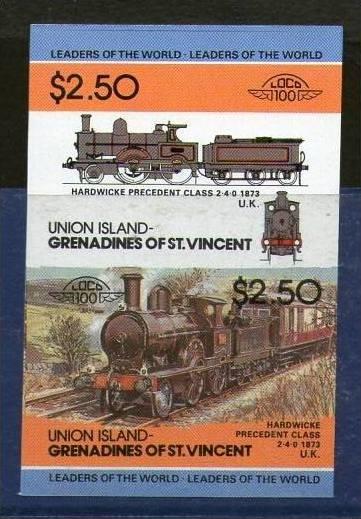 LEADERS OF THE WORLD · LEADERS OF THE WORLD
$2.50
LOCO
100
HARDWICKE PRECEDENT CLASS 2·4·0 1873
U.K.
UNION ISLAND-
GRENADINES OF ST. VINCENT
LOCO
100
$2.50
HARDWICKE
PRECEDENT CLASS
2·4·0 1873
U.K.
UNION ISLAND-
GRENADINES OF ST. VINCENT
LEADERS OF THE WORLD · LEADERS OF THE WORLD